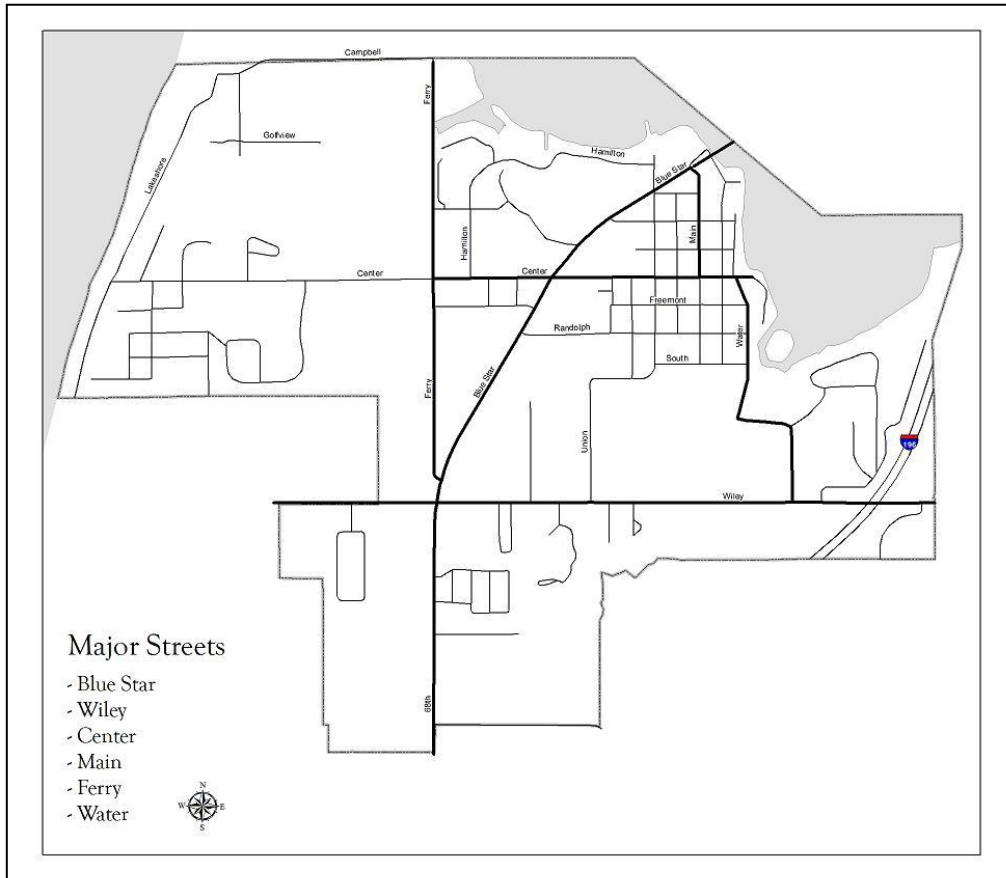 Campbell
Ferry
Golfview
Hamilton
Lakeshore
Blue Star
Hamilton
Main
Center
Center
Freemont
Randolph
Water
South
Blue Star
Ferry
Union
196
Wiley
Major Streets
- Blue Star
- Wiley
- Center
- Main
- Ferry
- Water
68th
N
W E
S